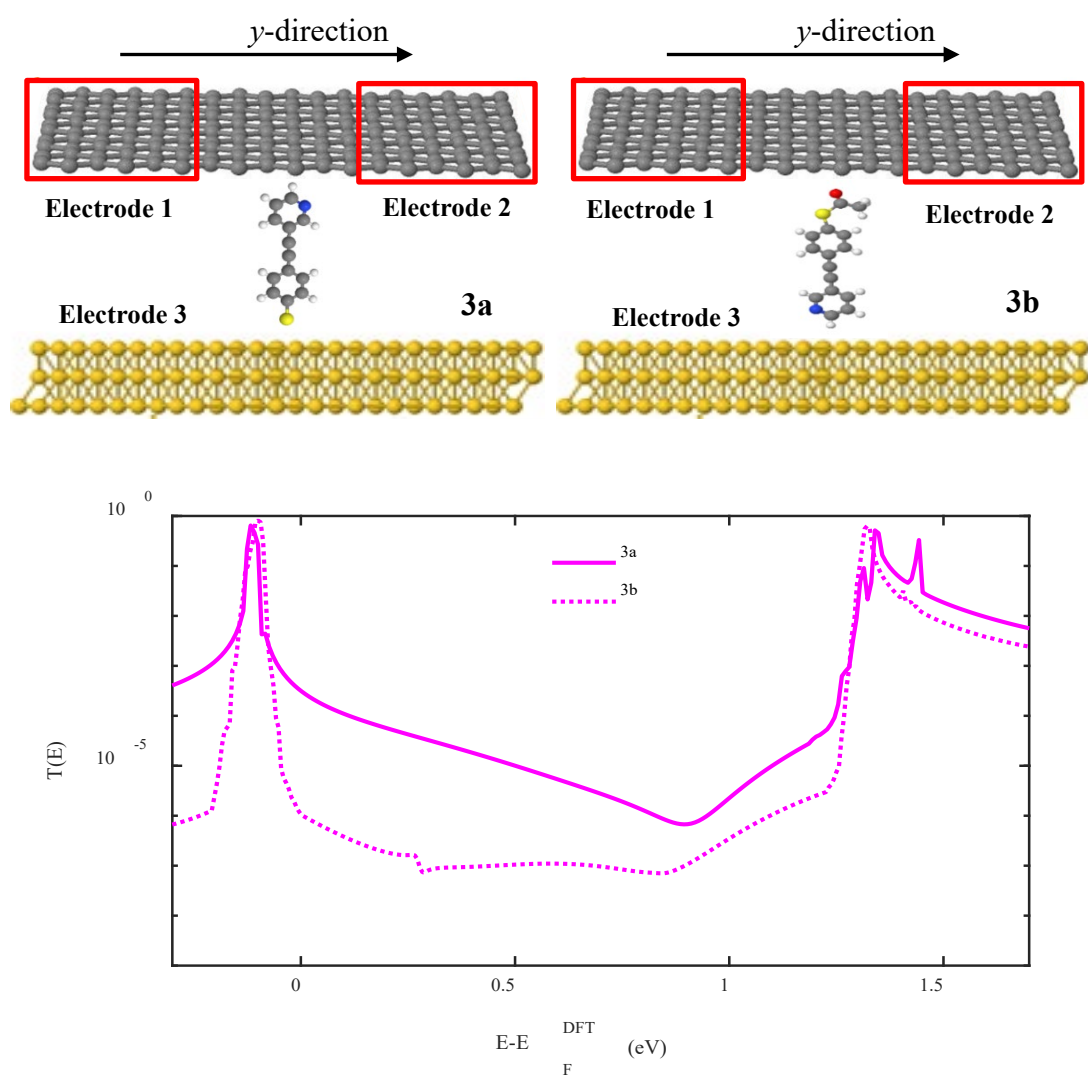 y-direction
y-direction
Electrode 1
Electrode 2
Electrode 1
Electrode 2
Electrode 3
3a
Electrode 3
3b
10 0
3a
3b
T(E)
10 -5
0
0.5
1
1.5
E-E F DFT (eV)